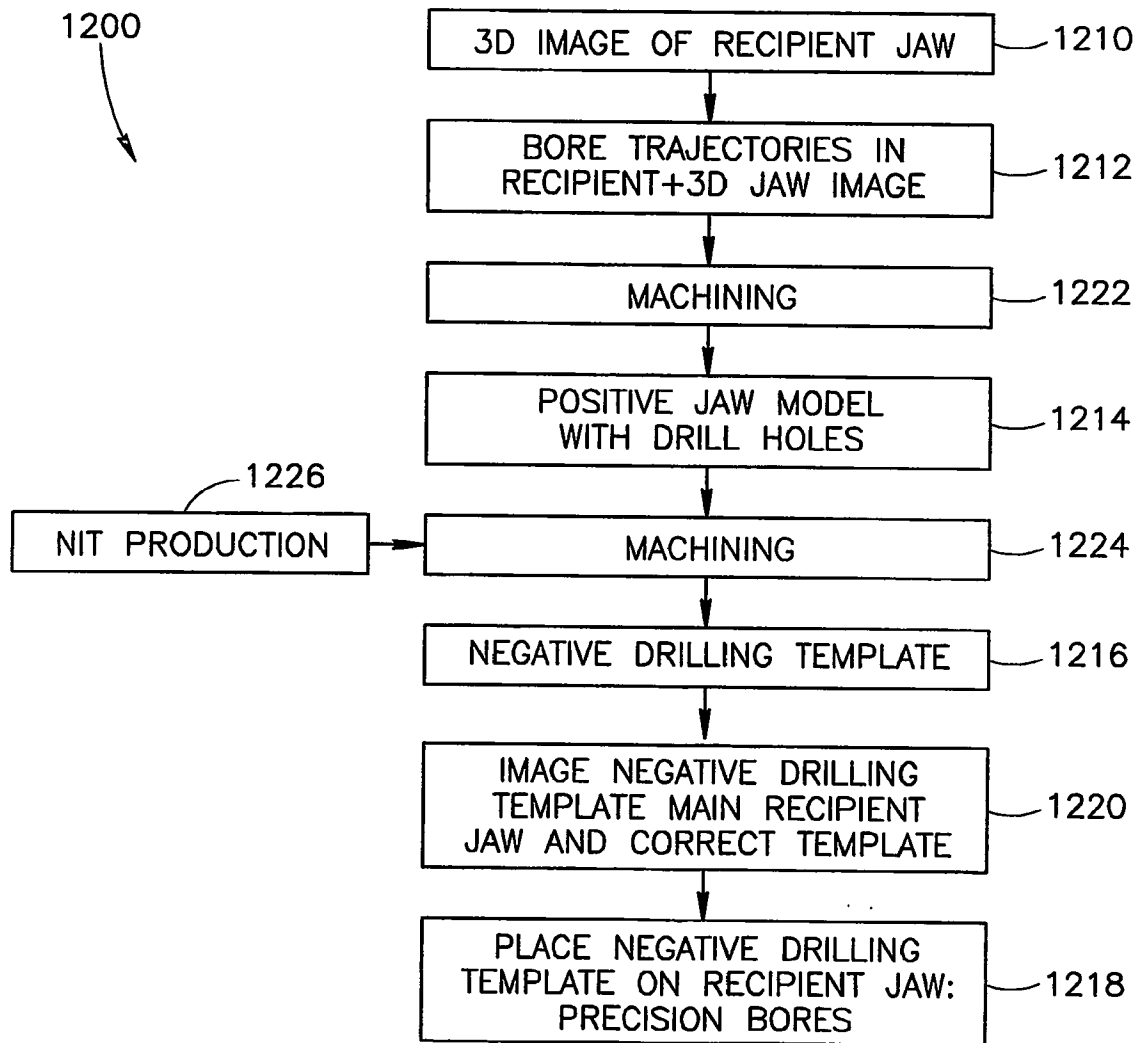 1200
3D IMAGE OF RECIPIENT JAW
1210
BORE TRAJECTORIES IN
RECIPIENT+3D JAW IMAGE
1212
MACHINING
1222
POSITIVE JAW MODEL
WITH DRILL HOLES
1214
1226
NIT PRODUCTION
MACHINING
1224
NEGATIVE DRILLING TEMPLATE
1216
IMAGE NEGATIVE DRILLING
TEMPLATE MAIN RECIPIENT
JAW AND CORRECT TEMPLATE
1220
PLACE NEGATIVE DRILLING
TEMPLATE ON RECIPIENT JAW:
PRECISION BORES
1218